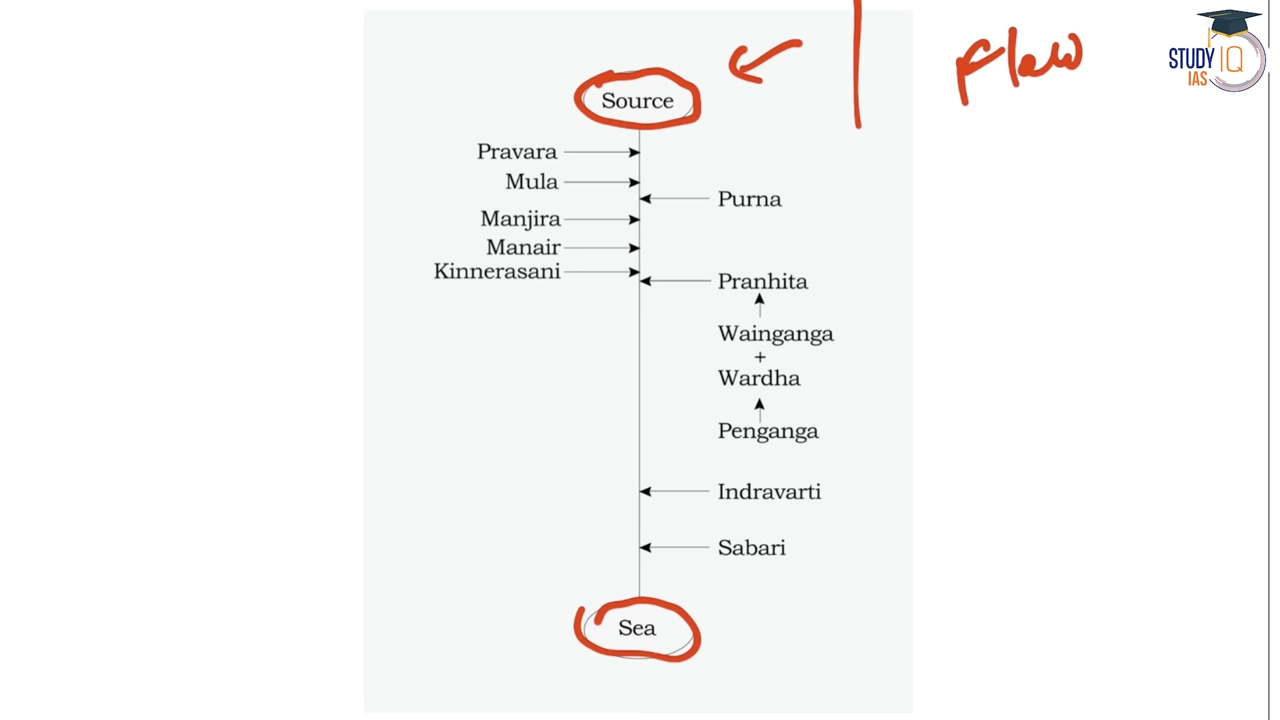 flow
STUDY IQ
IAS
Source
Pravara
Mula
Purna
Manjira
Manair
Kinnerasani
Pranhita
Wainganga
+
Wardha
Penganga
Indravarti
Sabari
Sea